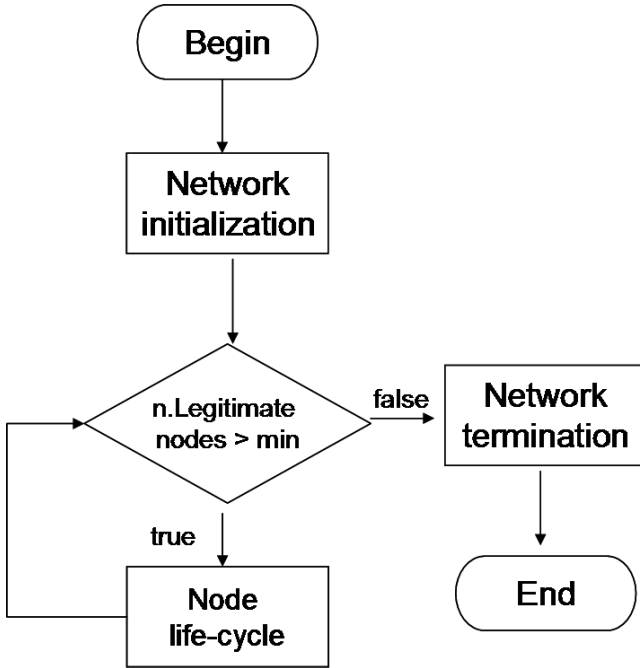 Begin
Network
initialization
n.Legitimate
nodes > min
false
Network
termination
true
Node
life-cycle
End